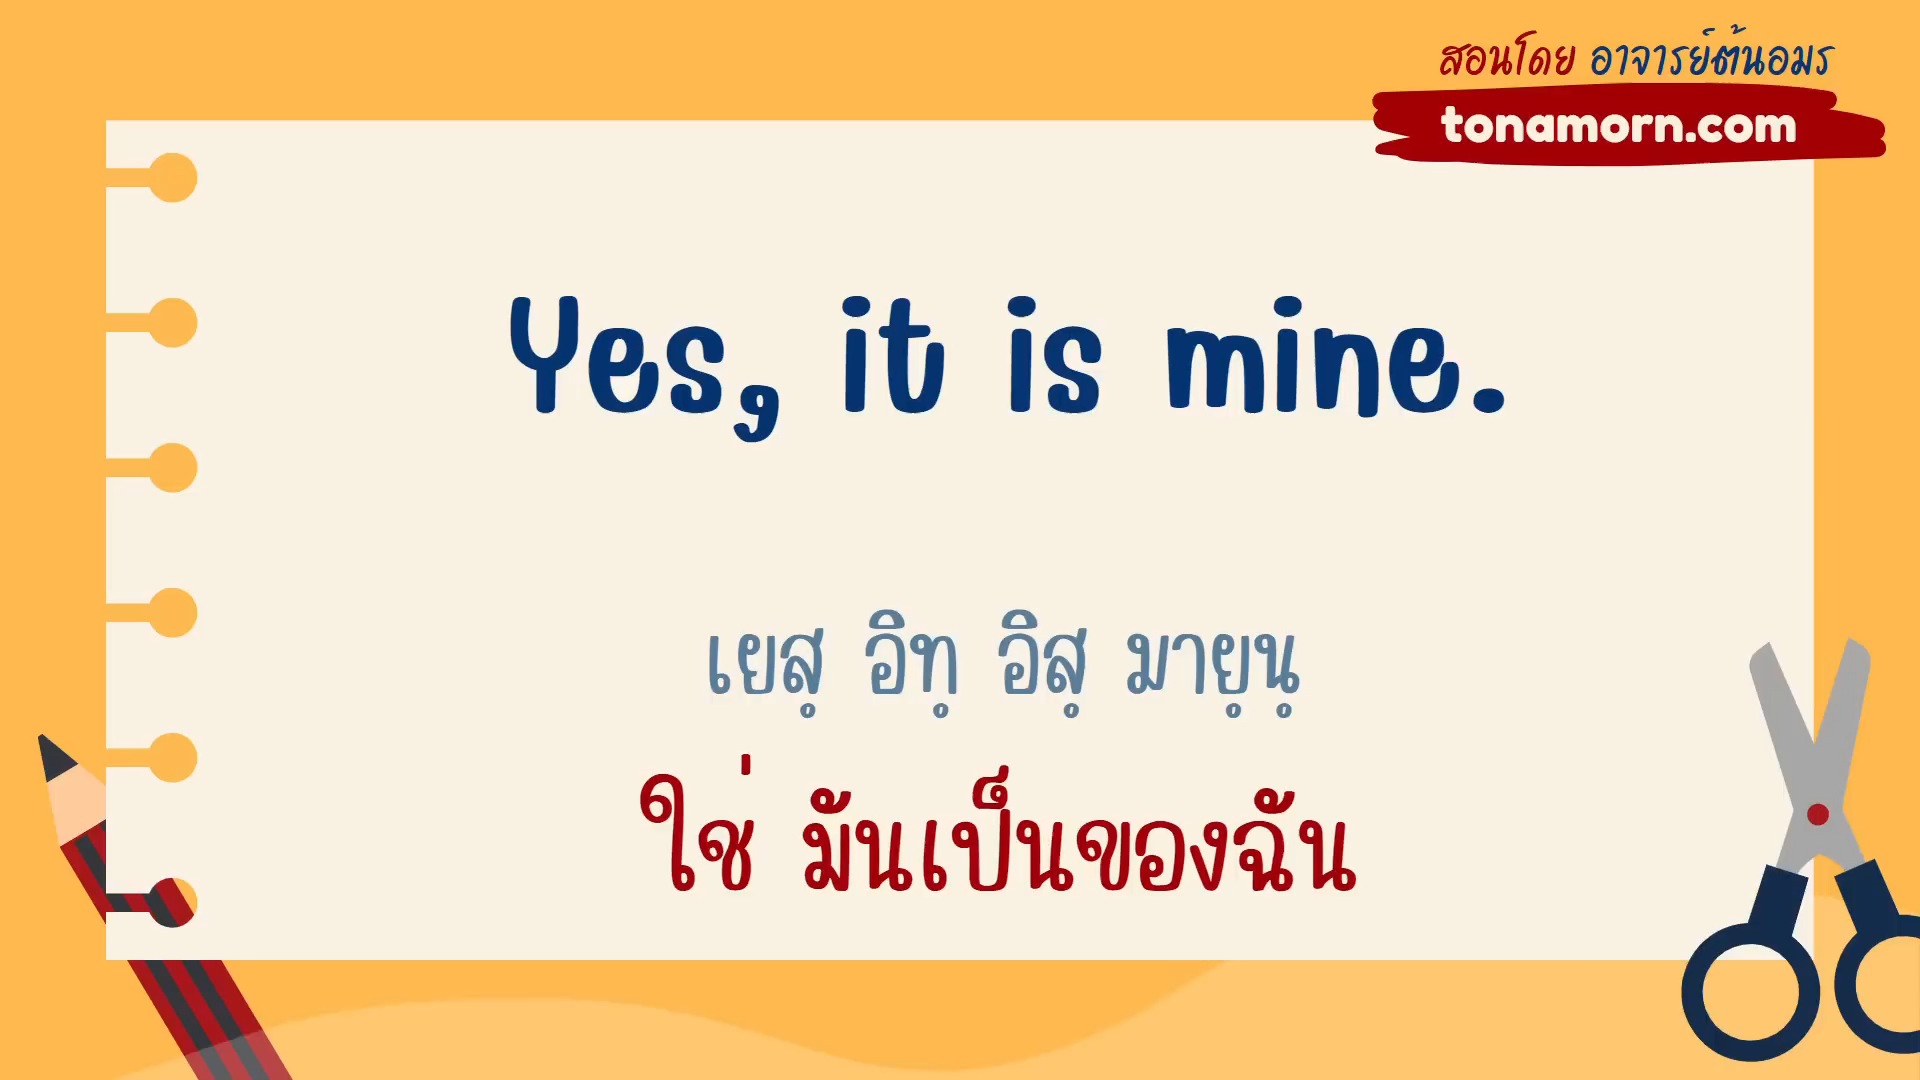 สอนโดย อาจารย์ต้นอมร
tonamorn.com
Yes, it is mine.
เยสฺ อิทฺ อิสฺ มายฺนฺ
ใช่ มันเป็นของฉัน